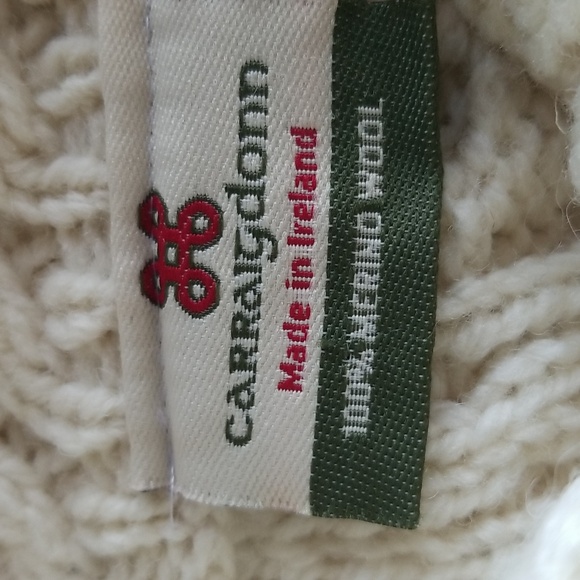 CARRAIGdonn
Made in Ireland
100% MERINO WOOL